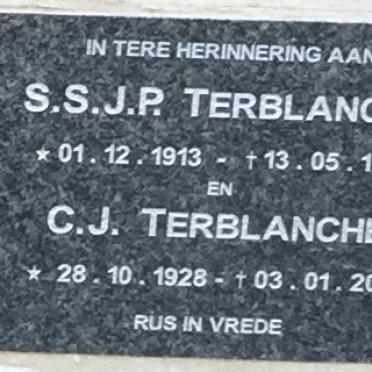 IN TERE HERINNERING AAN
S.S.J.P. TERBLANC
★ 01 . 12 . 1913 - † 13 . 05 . 1
EN
C.J. TERBLANCHE
★ 28 . 10 . 1928 - † 03 . 01 . 20
RUS IN VREDE